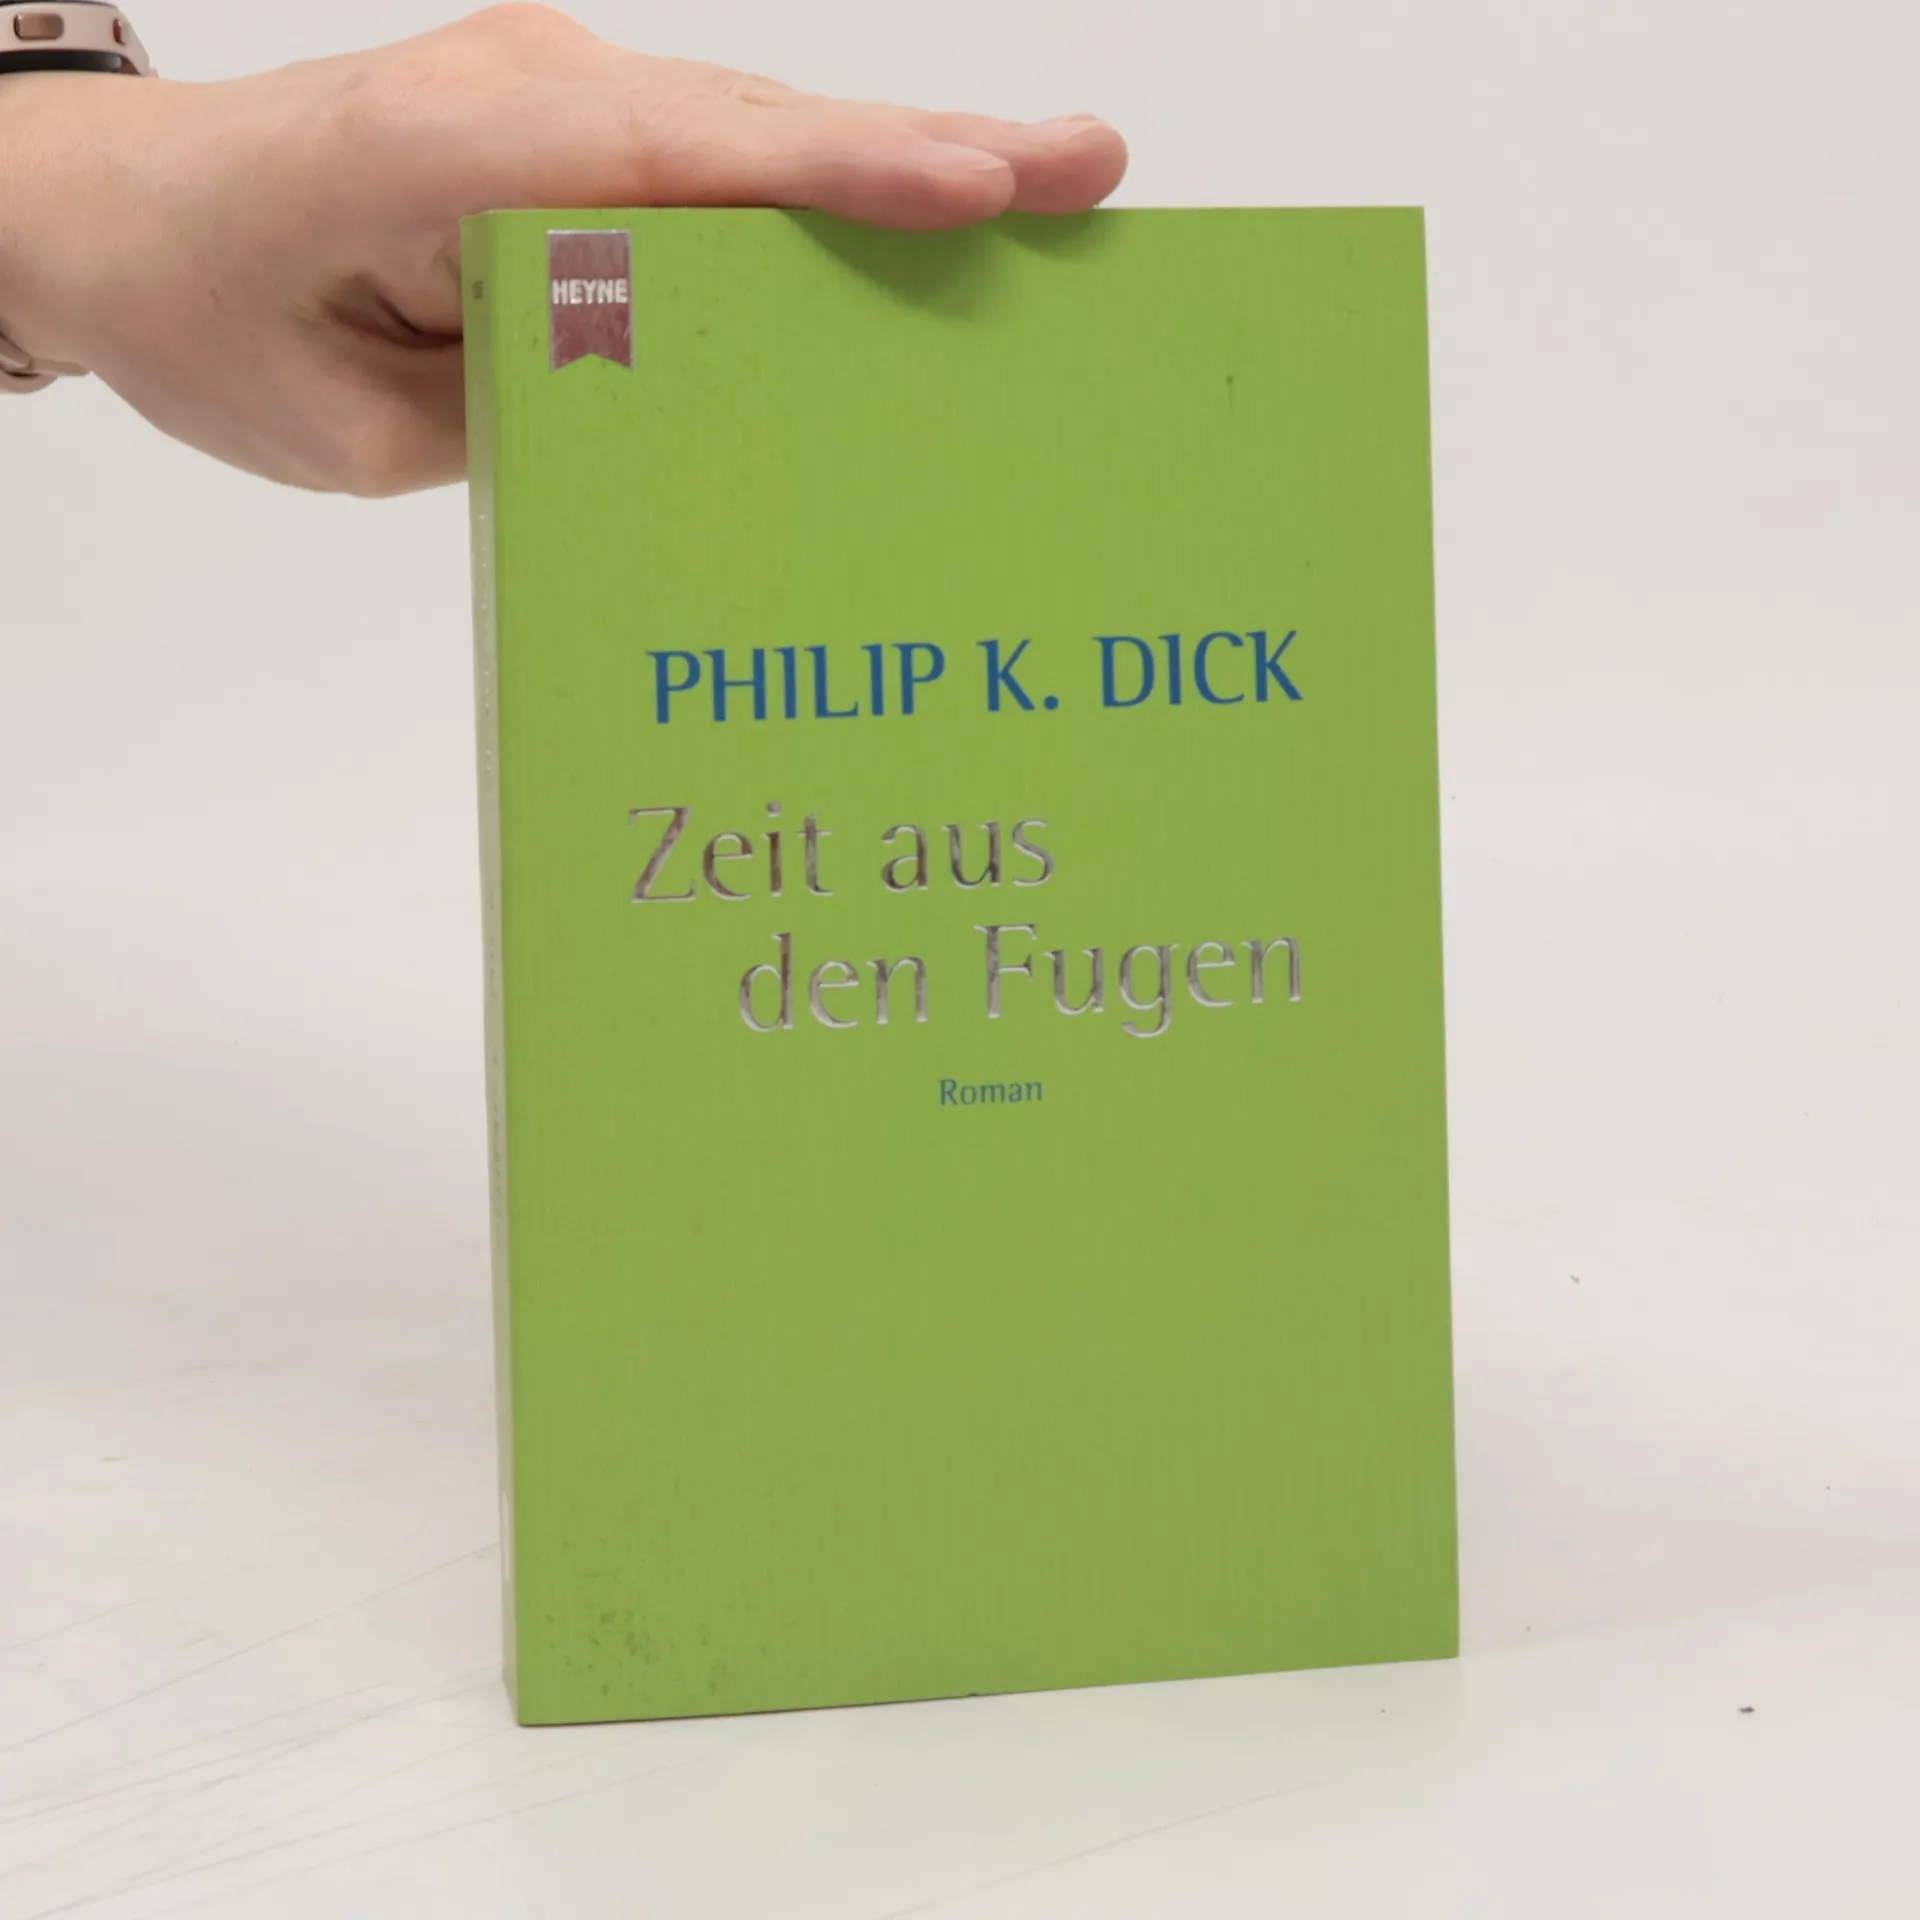 HEYNE
PHILIP K. DICK
Zeit aus
den Fugen
Roman